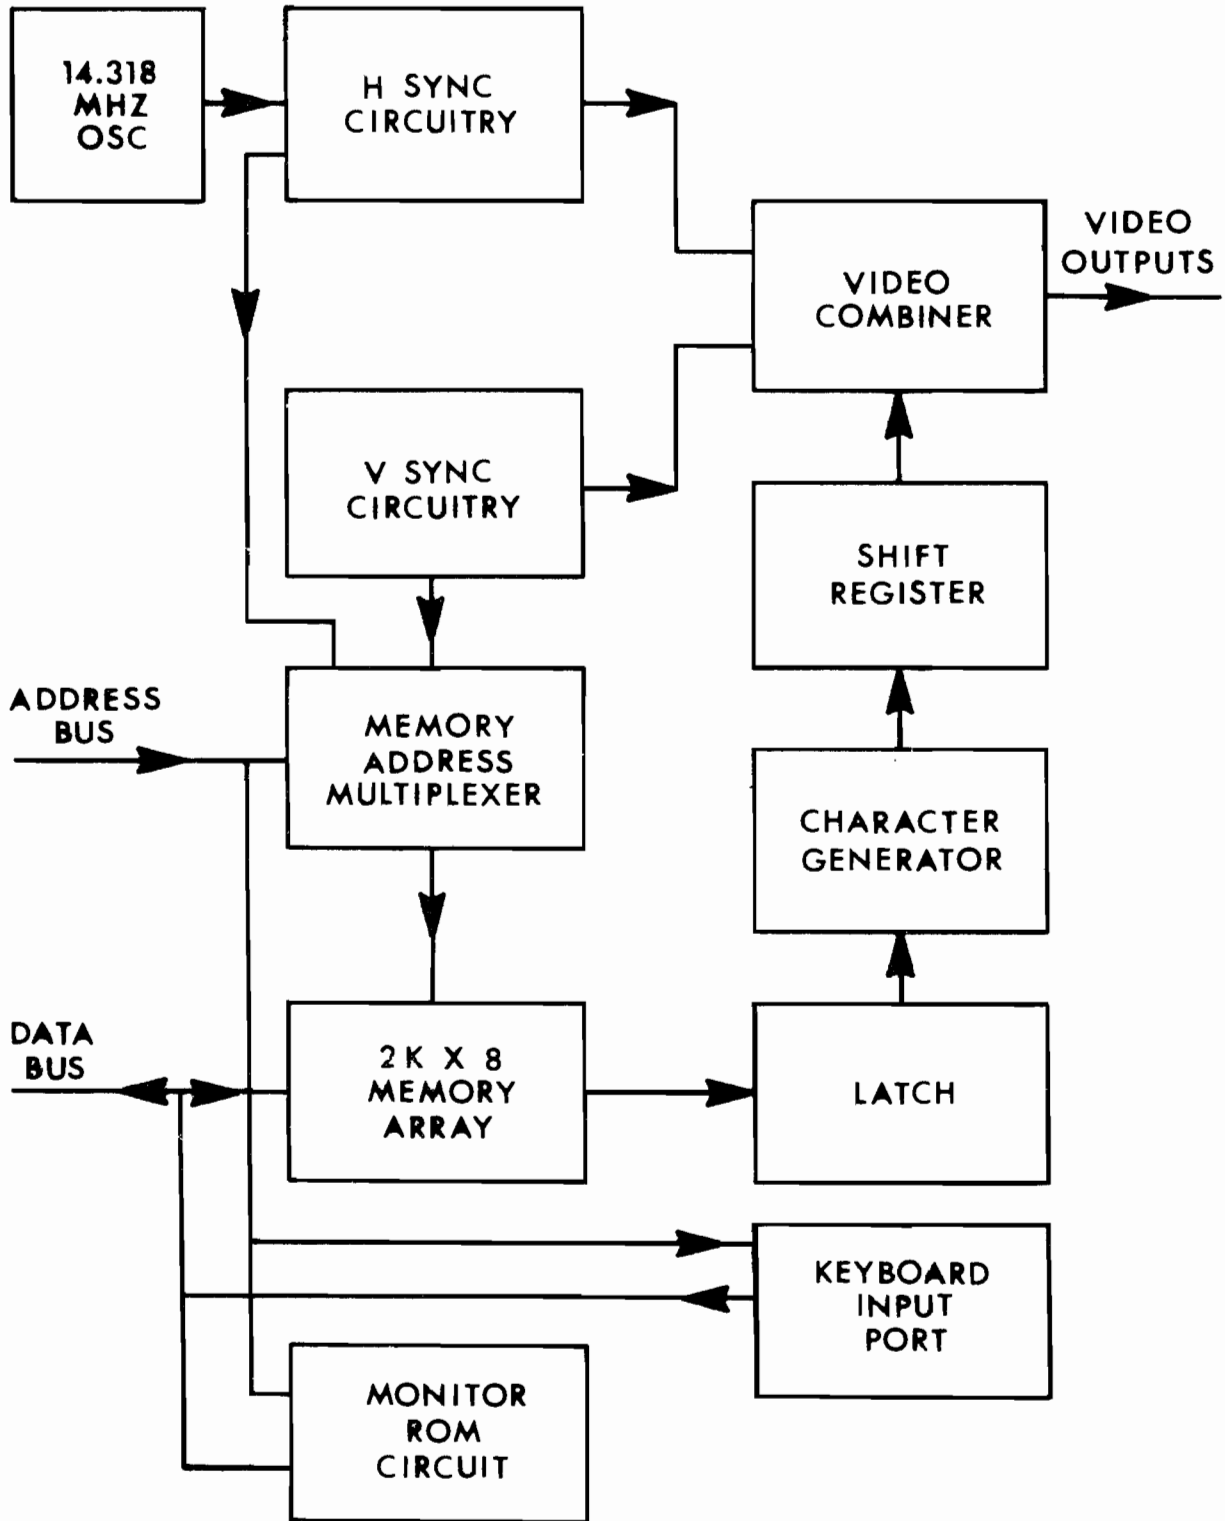 14.318
MHZ
OSC
H SYNC
CIRCUITRY
VIDEO
OUTPUTS
VIDEO
COMBINER
V SYNC
CIRCUITRY
SHIFT
REGISTER
ADDRESS
BUS
MEMORY
ADDRESS
MULTIPLEXER
CHARACTER
GENERATOR
DATA
BUS
2K X 8
MEMORY
ARRAY
LATCH
KEYBOARD
INPUT
PORT
MONITOR
ROM
CIRCUIT